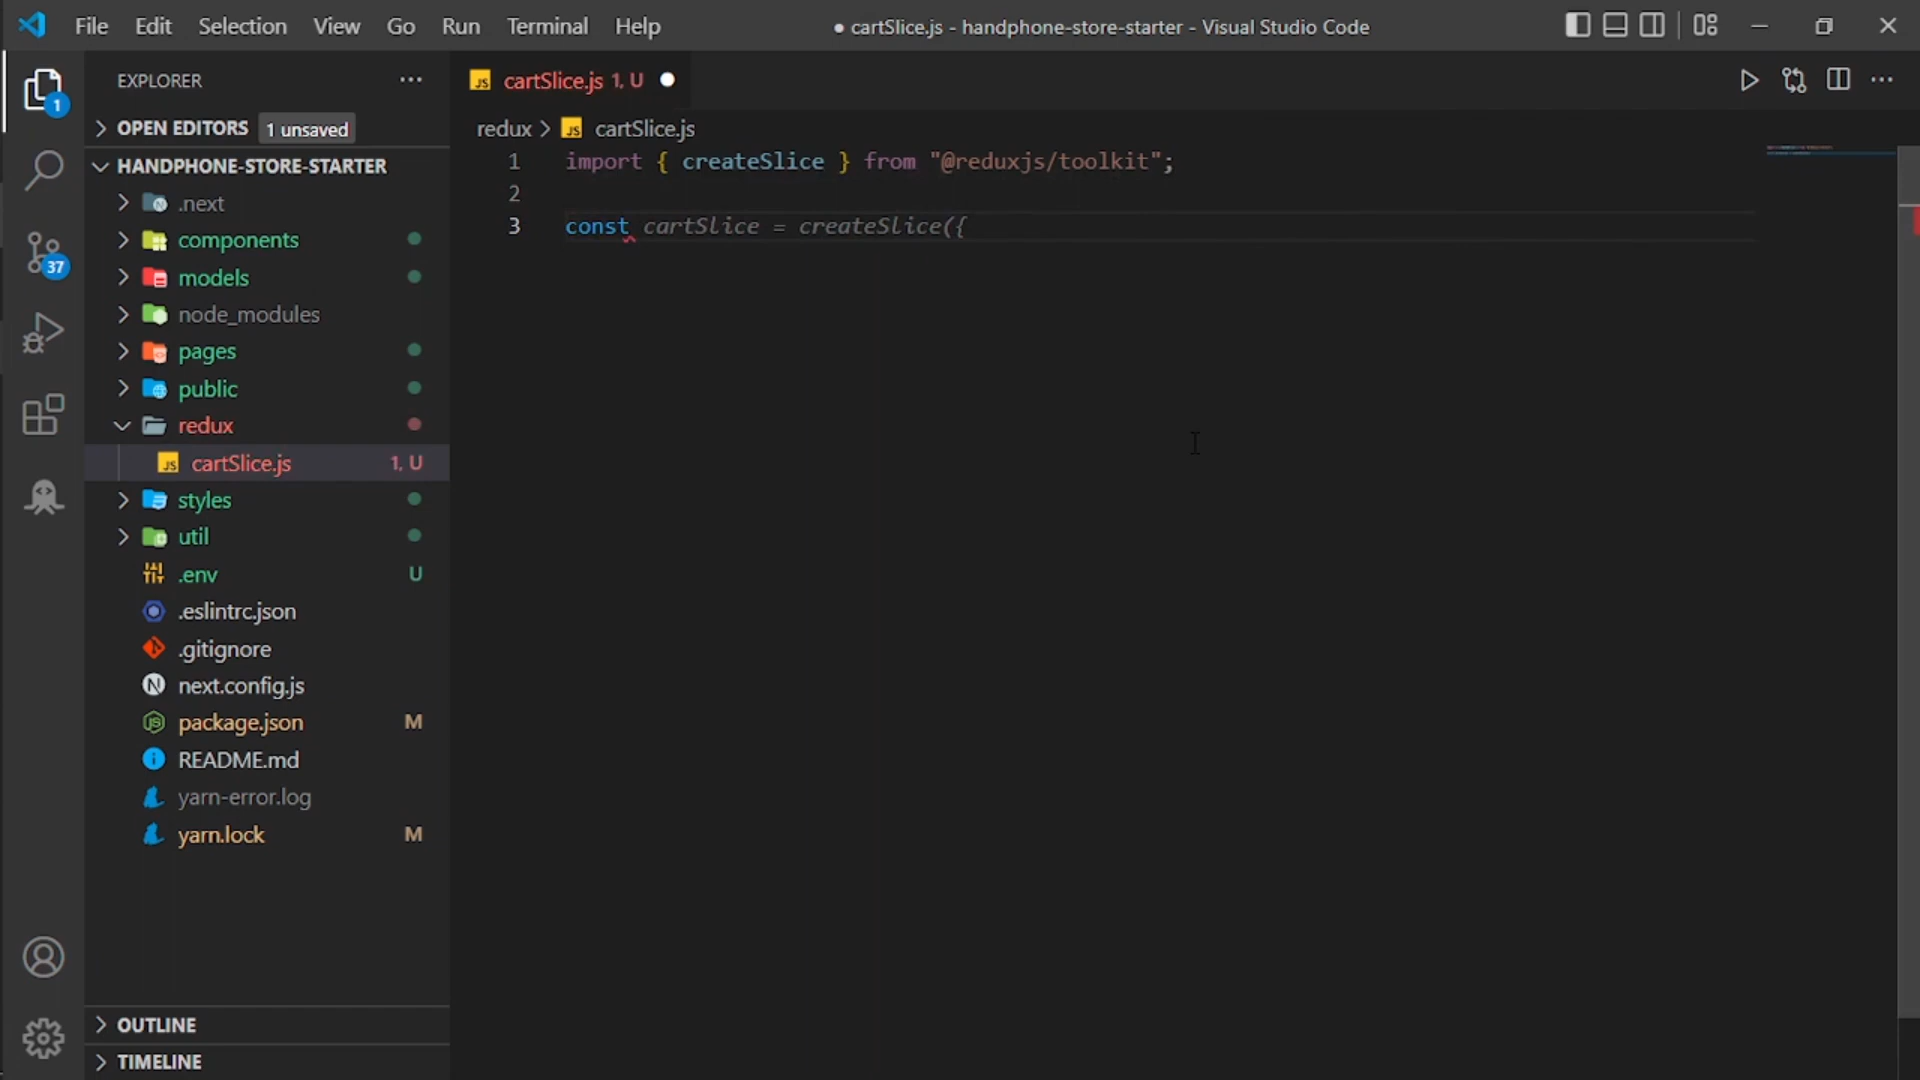 File Edit Selection View Go Run Terminal Help
● cartSlice.js - handphone-store-starter - Visual Studio Code
EXPLORER
OPEN EDITORS 1 unsaved
HANDPHONE-STORE-STARTER
.next
components
models
node_modules
pages
public
redux
cartSlice.js 1, U
styles
util
.env U
.eslintrc.json
.gitignore
next.config.js
package.json M
README.md
yarn-error.log
yarn.lock M
OUTLINE
TIMELINE
1
37
JS cartSlice.js 1, U
redux > JS cartSlice.js
1 import { createSlice } from "@reduxjs/toolkit";
2
3 const cartSlice = createSlice({